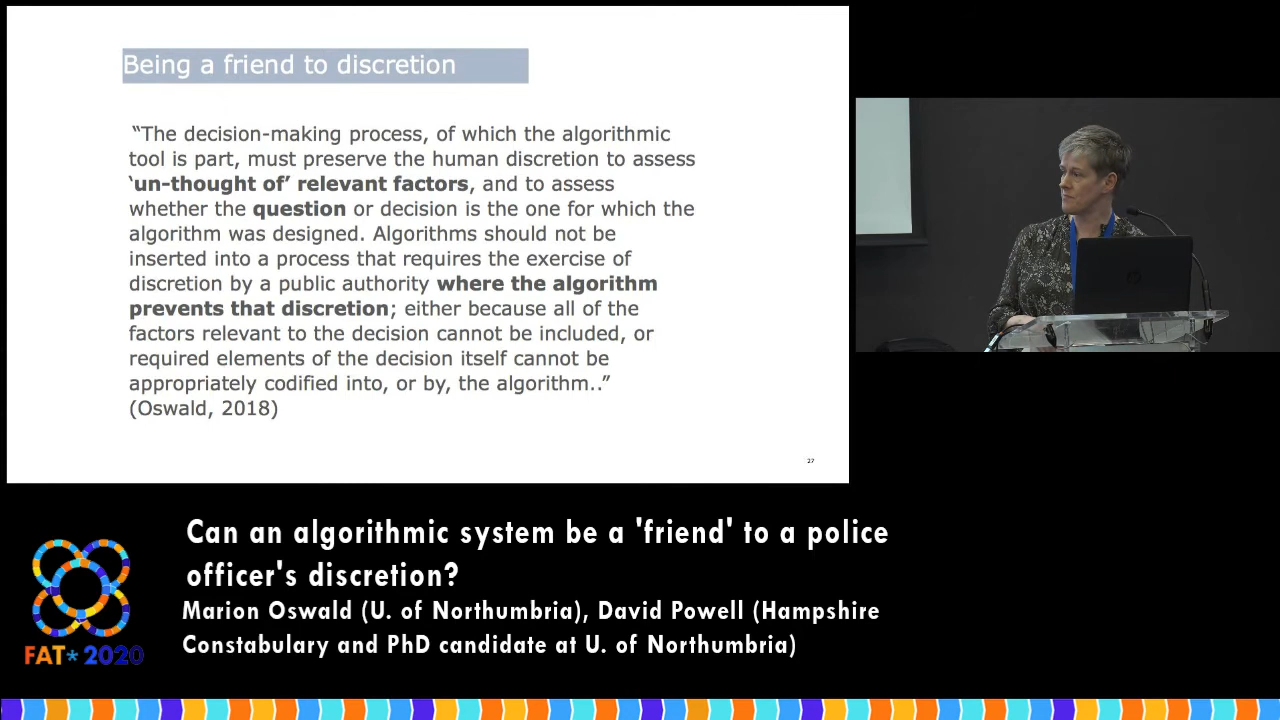 Being a friend to discretion
“The decision-making process, of which the algorithmic
tool is part, must preserve the human discretion to assess
‘un-thought of’ relevant factors, and to assess
whether the question or decision is the one for which the
algorithm was designed. Algorithms should not be
inserted into a process that requires the exercise of
discretion by a public authority where the algorithm
prevents that discretion; either because all of the
factors relevant to the decision cannot be included, or
required elements of the decision itself cannot be
appropriately codified into, or by, the algorithm..”
(Oswald, 2018)
27
Can an algorithmic system be a 'friend' to a police
officer's discretion?
Marion Oswald (U. of Northumbria), David Powell (Hampshire
Constabulary and PhD candidate at U. of Northumbria)
FAT* 2020